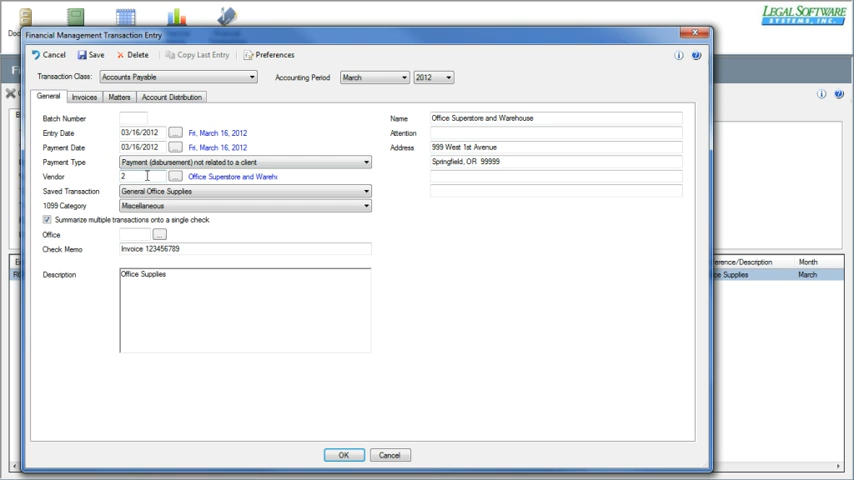 LEGAL SOFTWARE
SYSTEMS, INC.
Financial Management Transaction Entry
Cancel Save Delete Copy Last Entry Preferences
Transaction Class: Accounts Payable Accounting Period March 2012
General Invoices Matters Account Distribution
Batch Number
Entry Date 03/16/2012 ... Fri, March 16, 2012
Payment Date 03/16/2012 ... Fri, March 16, 2012
Payment Type Payment (disbursement) not related to a client
Vendor 2 ... Office Superstore and Wareh
Saved Transaction General Office Supplies
1099 Category Miscellaneous
Summarize multiple transactions onto a single check
Office ...
Check Memo Invoice 123456789
Description Office Supplies
Name Office Superstore and Warehouse
Attention
Address 999 West 1st Avenue
Springfield, OR 99999
erence/Description Month
ce Supplies March
OK Cancel